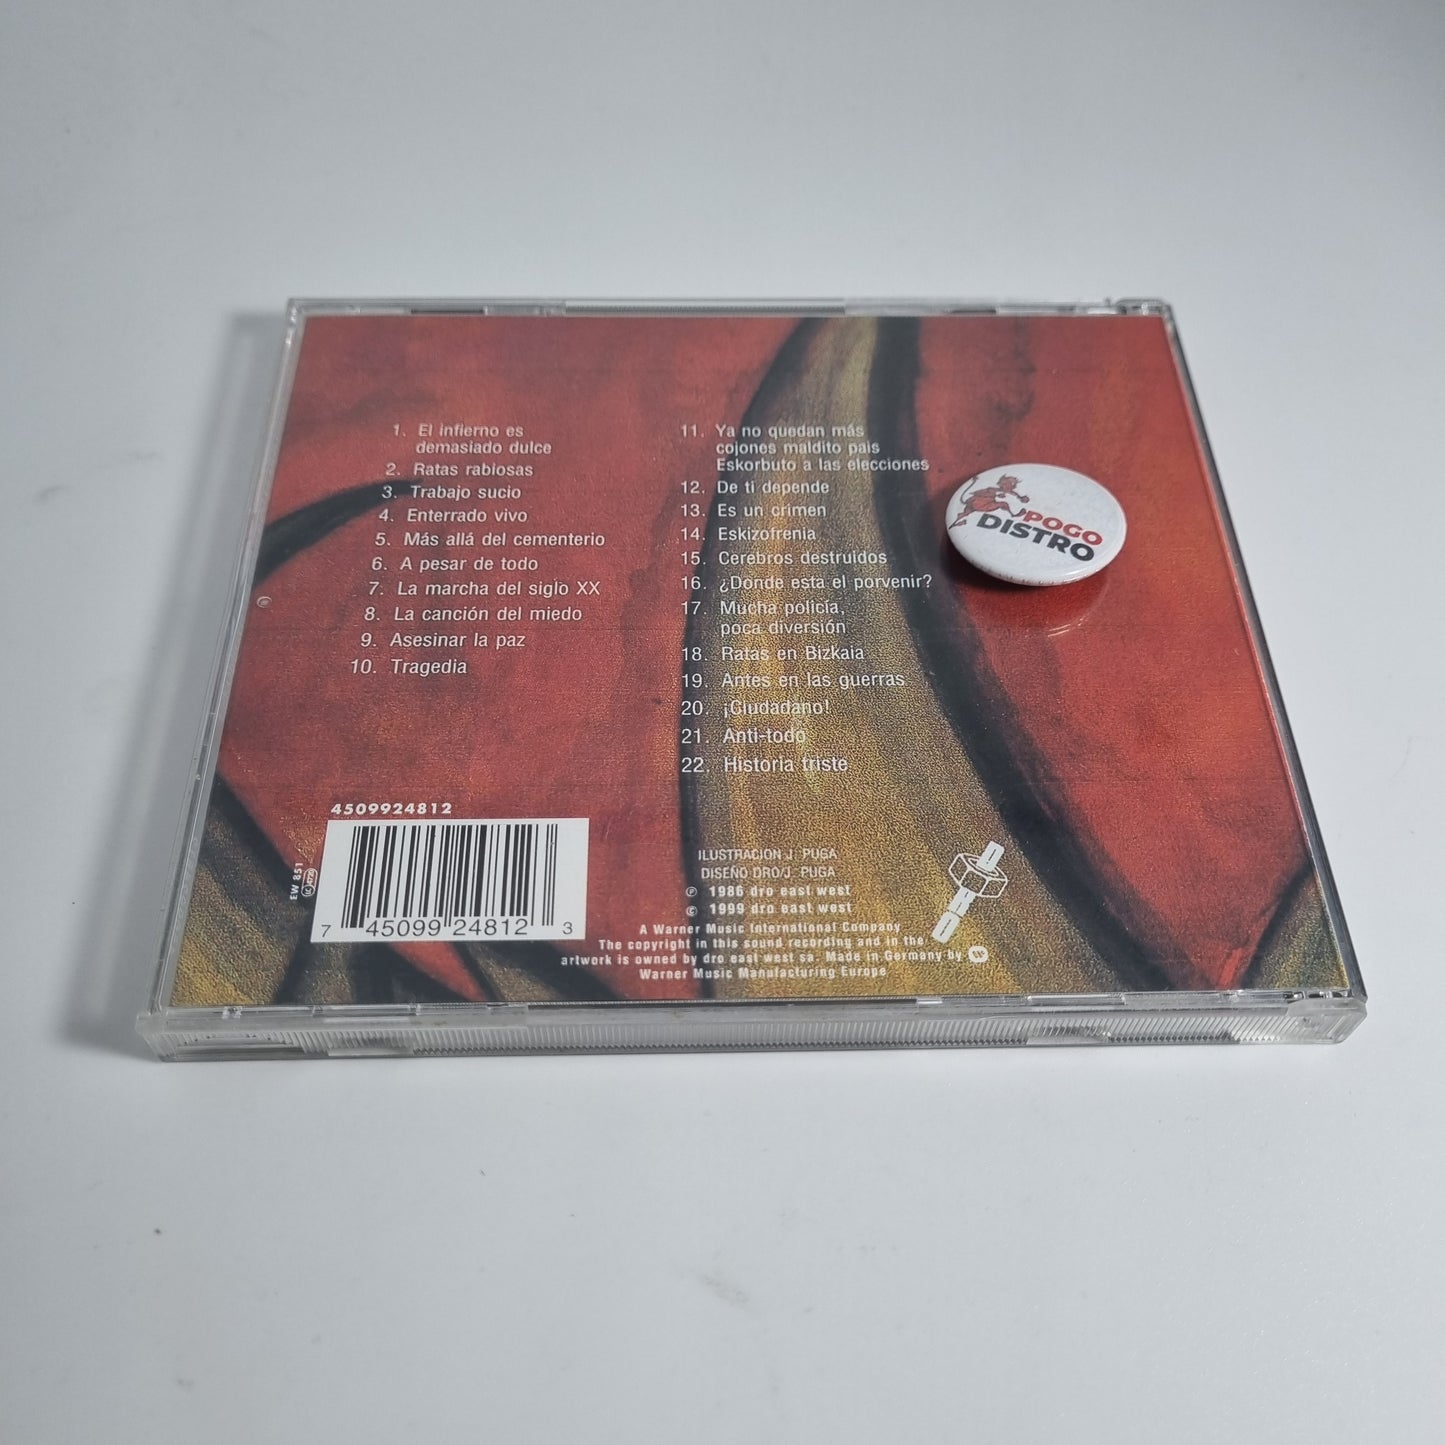 1. El infierno es
demasiado dulce
2. Ratas rabiosas
3. Trabajo sucio
4. Enterrado vivo
5. Más allá del cementerio
6. A pesar de todo
7. La marcha del siglo XX
8. La canción del miedo
9. Asesinar la paz
10. Tragedia
11. Ya no quedan más
cojones maldito pais
Eskorbuto a las elecciones
12. De ti depende
13. Es un crimen
14. Eskizofrenia
15. Cerebros destruidos
16. ¿Donde esta el porvenir?
17. Mucha policía,
poca diversión
18. Ratas en Bizkaia
19. Antes en las guerras
20. ¡Ciudadano!
21. Anti-todo
22. Historia triste
POGO
DISTRO
4509924812
EW 851
7 45099 24812 3
ILUSTRACION J. PUGA
DISEÑO DRO/J. PUGA
℗ 1986 dro east west
© 1999 dro east west
A Warner Music International Company
The copyright in this sound recording and in the
artwork is owned by dro east west sa. Made in Germany by
Warner Music Manufacturing Europe